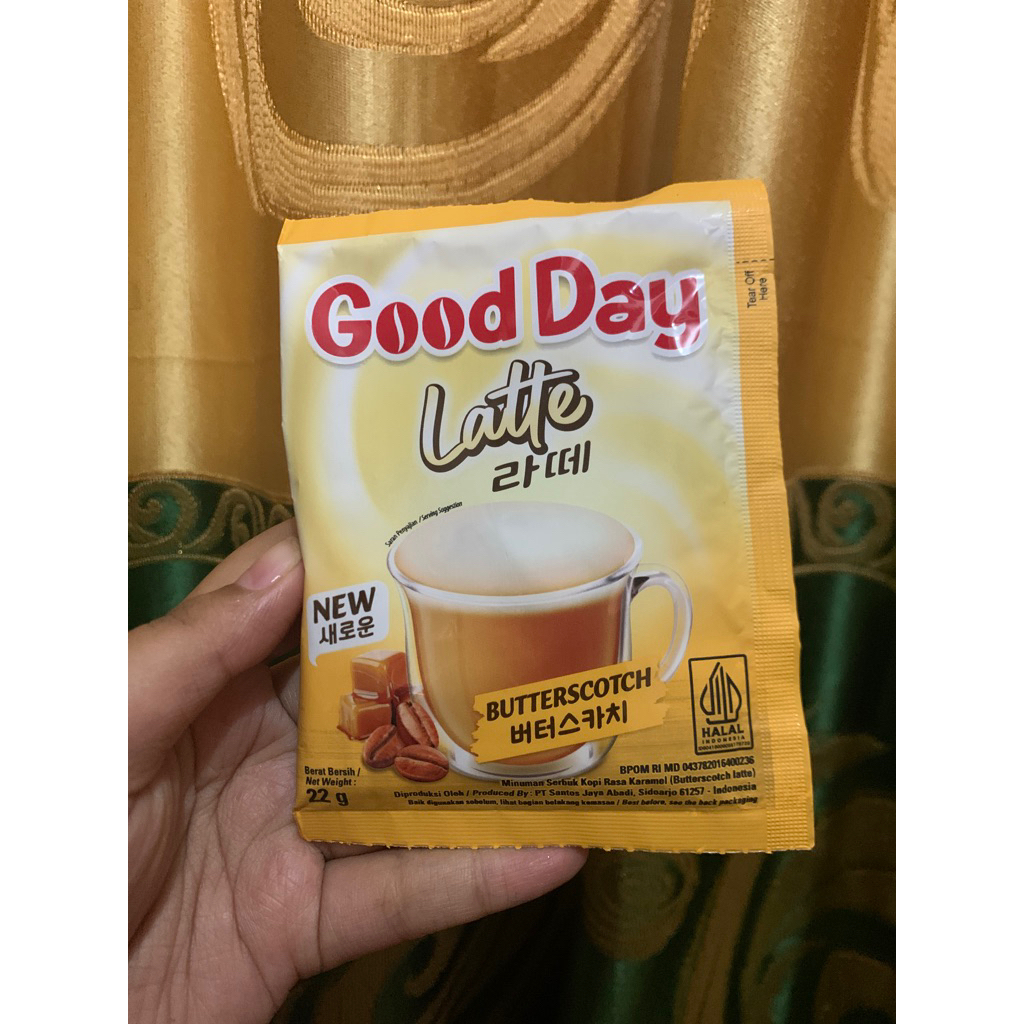 Good Day
Latte
라떼
Tear Off
Here
Saran Penyajian / Serving Suggestion
NEW
새로운
BUTTERSCOTCH
버터스카치
HALAL
INDONESIA
Berat Bersih /
Net Weight :
22 g
BPOM RI MD 043782016400236
Minuman Serbuk Kopi Rasa Karamel (Butterscotch latte)
Diproduksi Oleh / Produced By : PT Santos Jaya Abadi, Sidoarjo 61257 - Indonesia
Baik digunakan sebelum, lihat bagian belakang kemasan / Best before, see the back packaging